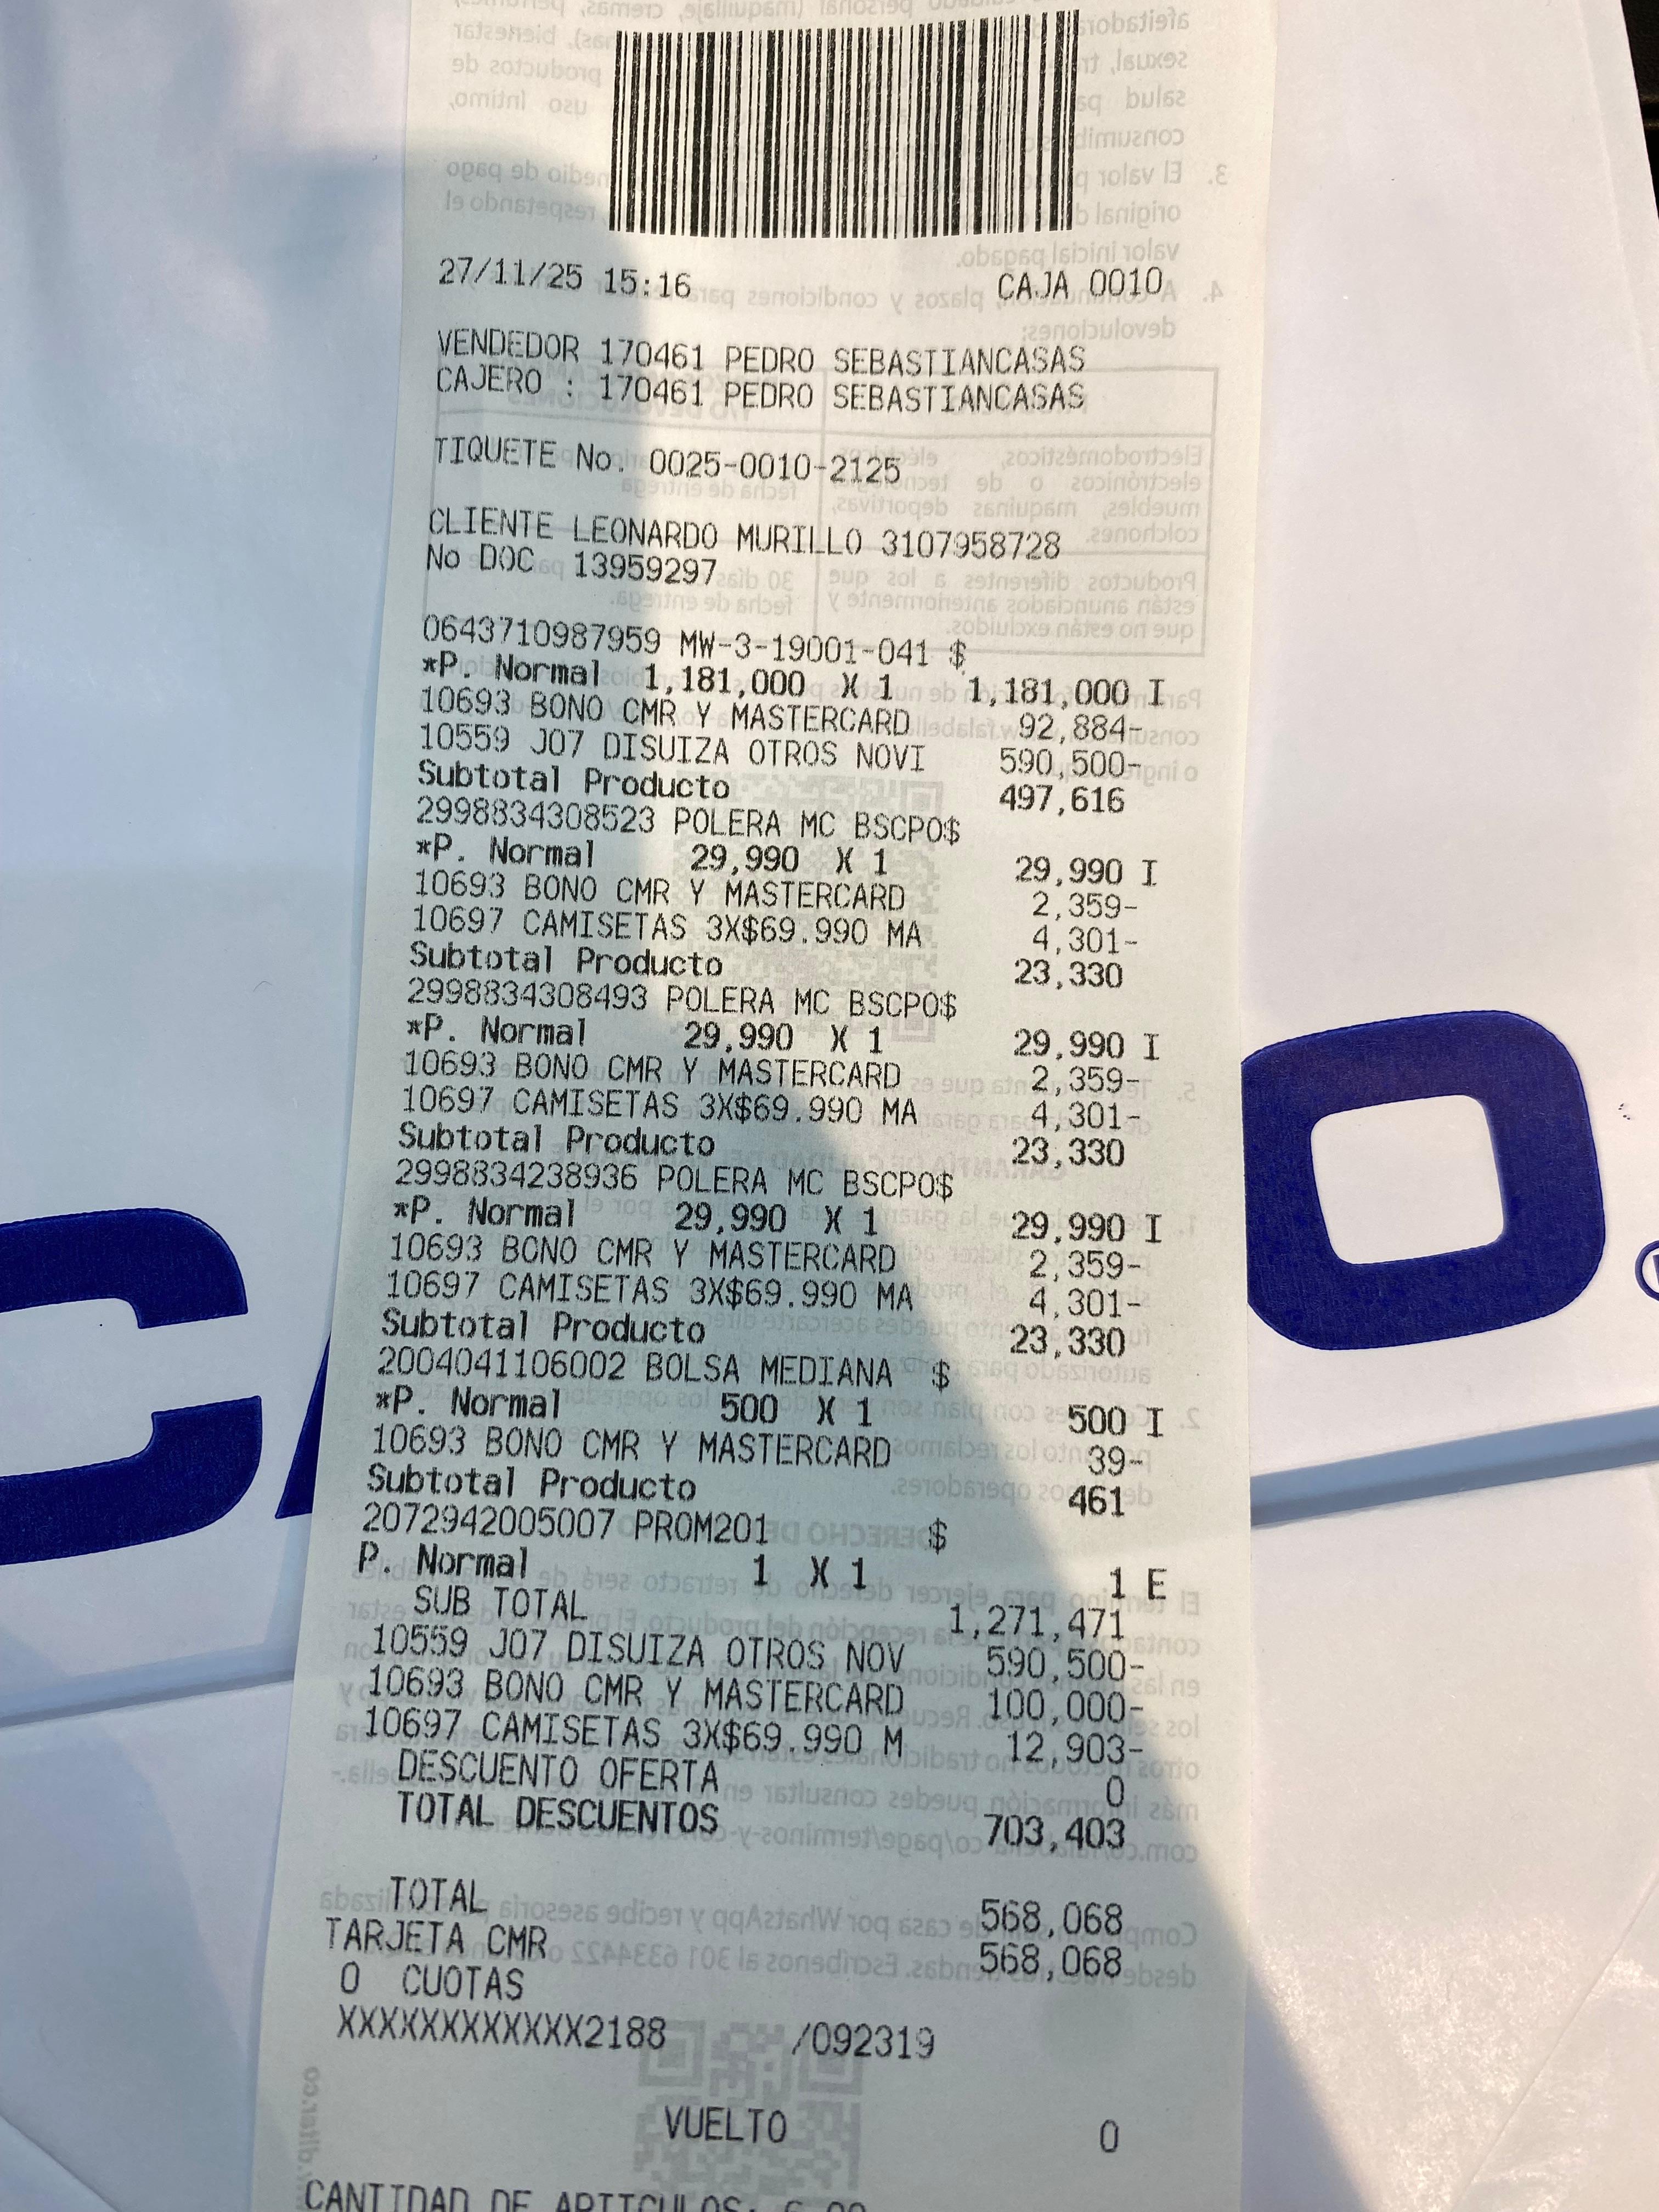 27/11/25 15:16 CAJA 0010
VENDEDOR 170461 PEDRO SEBASTIANCASAS
CAJERO : 170461 PEDRO SEBASTIANCASAS
TIQUETE No. 0025-0010-2125
CLIENTE LEONARDO MURILLO 3107958728
No DOC 13959297
0643710987959 MW-3-19001-041 $
*P. Normal 1,181,000 X 1 1,181,000 I
10693 BONO CMR Y MASTERCARD 92,884-
10559 J07 DISUIZA OTROS NOVI 590,500-
Subtotal Producto 497,616
2998834308523 POLERA MC BSCPO$
*P. Normal 29,990 X 1 29,990 I
10693 BONO CMR Y MASTERCARD 2,359-
10697 CAMISETAS 3X$69.990 MA 4,301-
Subtotal Producto 23,330
2998834308493 POLERA MC BSCPO$
*P. Normal 29,990 X 1 29,990 I
10693 BONO CMR Y MASTERCARD 2,359-
10697 CAMISETAS 3X$69.990 MA 4,301-
Subtotal Producto 23,330
2998834238936 POLERA MC BSCPO$
*P. Normal 29,990 X 1 29,990 I
10693 BONO CMR Y MASTERCARD 2,359-
10697 CAMISETAS 3X$69.990 MA 4,301-
Subtotal Producto 23,330
2004041106002 BOLSA MEDIANA $
*P. Normal 500 X 1 500 I
10693 BONO CMR Y MASTERCARD 39-
Subtotal Producto 461
2072942005007 PROM201 $
P. Normal 1 X 1 1 E
SUB TOTAL 1,271,471
10559 J07 DISUIZA OTROS NOV 590,500-
10693 BONO CMR Y MASTERCARD 100,000-
10697 CAMISETAS 3X$69.990 M 12,903-
DESCUENTO OFERTA 0
TOTAL DESCUENTOS 703,403
TOTAL 568,068
TARJETA CMR 568,068
0 CUOTAS
XXXXXXXXXXXX2188 /092319
VUELTO 0
CANTIDAD DE ARTICULOS: